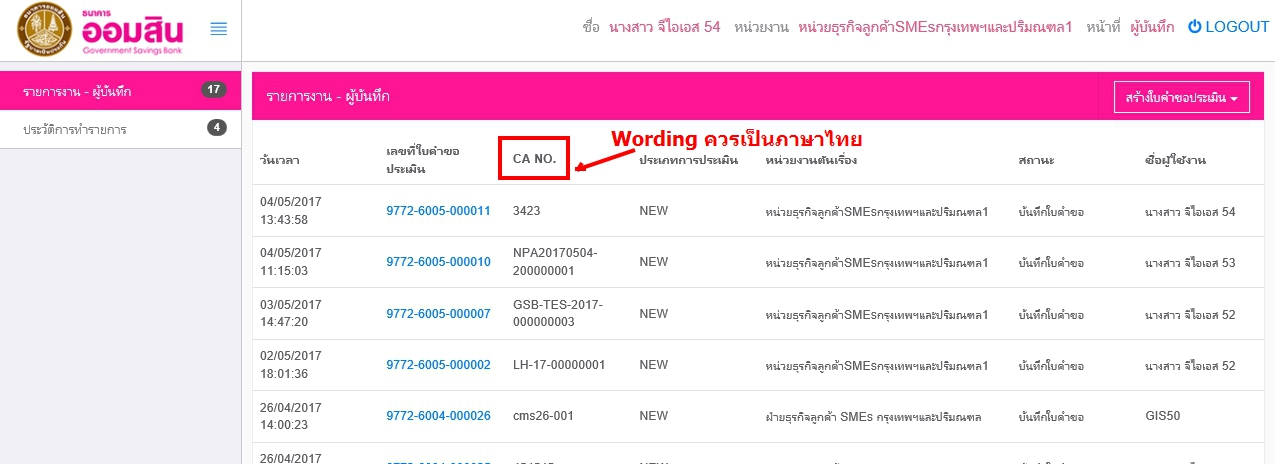 ธนาคาร
ออมสิน
Government Savings Bank
ชื่อ นางสาว จีไอเอส 54 หน่วยงาน หน่วยธุรกิจลูกค้าSMEsกรุงเทพฯและปริมณฑล1 หน้าที่ ผู้บันทึก LOGOUT
รายการงาน - ผู้บันทึก 17
ประวัติการทำรายการ 4
รายการงาน - ผู้บันทึก
สร้างใบคำขอประเมิน
Wording ควรเป็นภาษาไทย
วันเวลา เลขที่ใบคำขอ CA NO. ประเภทการประเมิน หน่วยงานต้นเรื่อง สถานะ ชื่อผู้ใช้งาน
ประเมิน
04/05/2017 9772-6005-000011 3423 NEW หน่วยธุรกิจลูกค้าSMEsกรุงเทพฯและปริมณฑล1 บันทึกใบคำขอ นางสาว จีไอเอส 54
13:43:58
04/05/2017 9772-6005-000010 NPA20170504- NEW หน่วยธุรกิจลูกค้าSMEsกรุงเทพฯและปริมณฑล1 บันทึกใบคำขอ นางสาว จีไอเอส 53
11:15:03 200000001
03/05/2017 9772-6005-000007 GSB-TES-2017- NEW หน่วยธุรกิจลูกค้าSMEsกรุงเทพฯและปริมณฑล1 บันทึกใบคำขอ นางสาว จีไอเอส 52
14:47:20 000000003
02/05/2017 9772-6005-000002 LH-17-00000001 NEW หน่วยธุรกิจลูกค้าSMEsกรุงเทพฯและปริมณฑล1 บันทึกใบคำขอ นางสาว จีไอเอส 52
18:01:36
26/04/2017 9772-6004-000026 cms26-001 NEW ฝ่ายธุรกิจลูกค้า SMEs กรุงเทพฯและปริมณฑล บันทึกใบคำขอ GIS50
14:00:23
26/04/2017